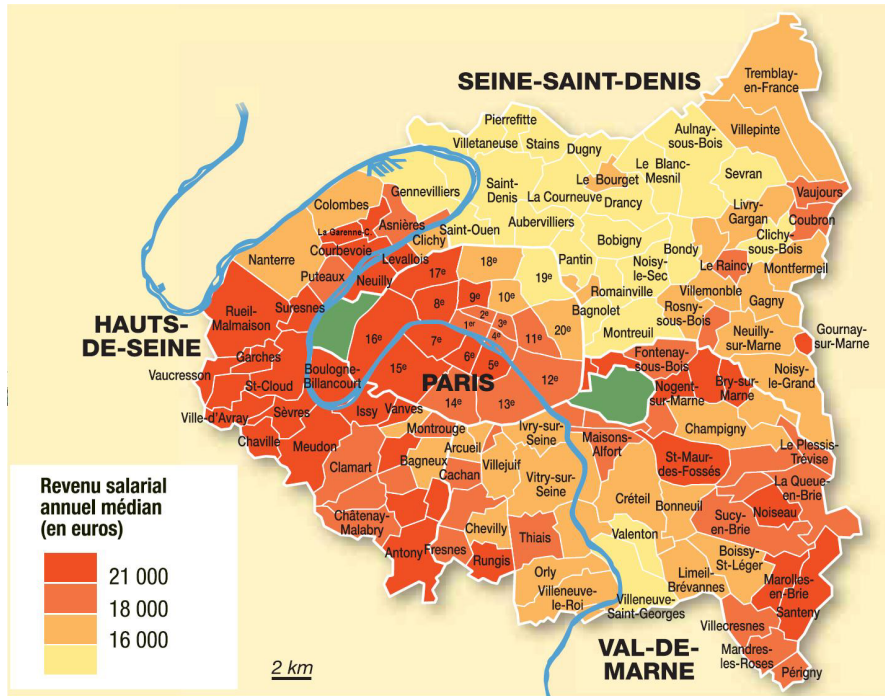 SEINE-SAINT-DENIS
Tremblay-
en-France
Villepinte
Pierrefitte
Villetaneuse
Stains
Dugny
Aulnay-
sous-Bois
Le Blanc-
Mesnil
Sevran
Gennevilliers
Saint-
Denis
La Courneuve
Le Bourget
Drancy
Vaujours
Coubron
Livry-
Gargan
Clichy-
sous-Bois
Colombes
La Garenne-C.
Asnières
Courbevoie
Clichy
Saint-Ouen
Aubervilliers
Bobigny
Bondy
Nanterre
Puteaux
Levallois
Neuilly
Pantin
Noisy-
le-Sec
Le Raincy
Montfermeil
Romainville
Villemonble
Rosny-
sous-Bois
Gagny
Bagnolet
Montreuil
Neuilly-
sur-Marne
Gournay-
sur-Marne
Noisy-
le-Grand
17e
18e
19e
8e
9e
10e
2e
3e
1er
4e
11e
20e
16e
7e
6e
5e
15e
12e
14e
13e
PARIS
HAUTS-
DE-SEINE
Rueil-
Malmaison
Suresnes
Garches
Vaucresson
St-Cloud
Boulogne-
Billancourt
Ville-d'Avray
Sèvres
Chaville
Meudon
Issy
Vanves
Montrouge
Clamart
Bagneux
Châtenay-
Malabry
Antony
Fontenay-
sous-Bois
Nogent-
sur-Marne
Bry-sur-
Marne
Champigny
Ivry-sur-
Seine
Maisons-
Alfort
Arcueil
Cachan
Villejuif
Vitry-sur-
Seine
St-Maur-
des-Fossés
Le Plessis-
Trévise
La Queue-
en-Brie
Noiseau
Créteil
Bonneuil
Sucy-
en-Brie
Chevilly
Thiais
Fresnes
Rungis
Orly
Villeneuve-
le-Roi
Valenton
Villeneuve-
Saint-Georges
Limeil-
Brévannes
Boissy-
St-Léger
Marolles-
en-Brie
Santeny
Villecresnes
Mandres-
les-Roses
Périgny
VAL-DE-
MARNE
Revenu salarial
annuel médian
(en euros)
21 000
18 000
16 000
2 km